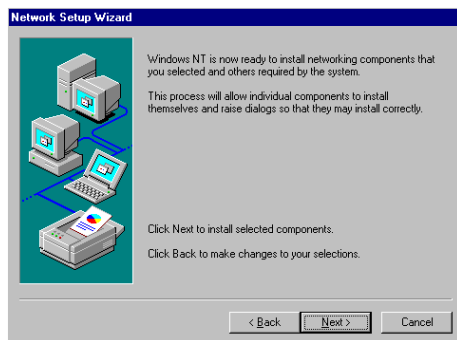 Network Setup Wizard
Windows NT is now ready to install networking components that
you selected and others required by the system.
This process will allow individual components to install
themselves and raise dialogs so that they may install correctly.
Click Next to install selected components.
Click Back to make changes to your selections.
< Back
Next >
Cancel